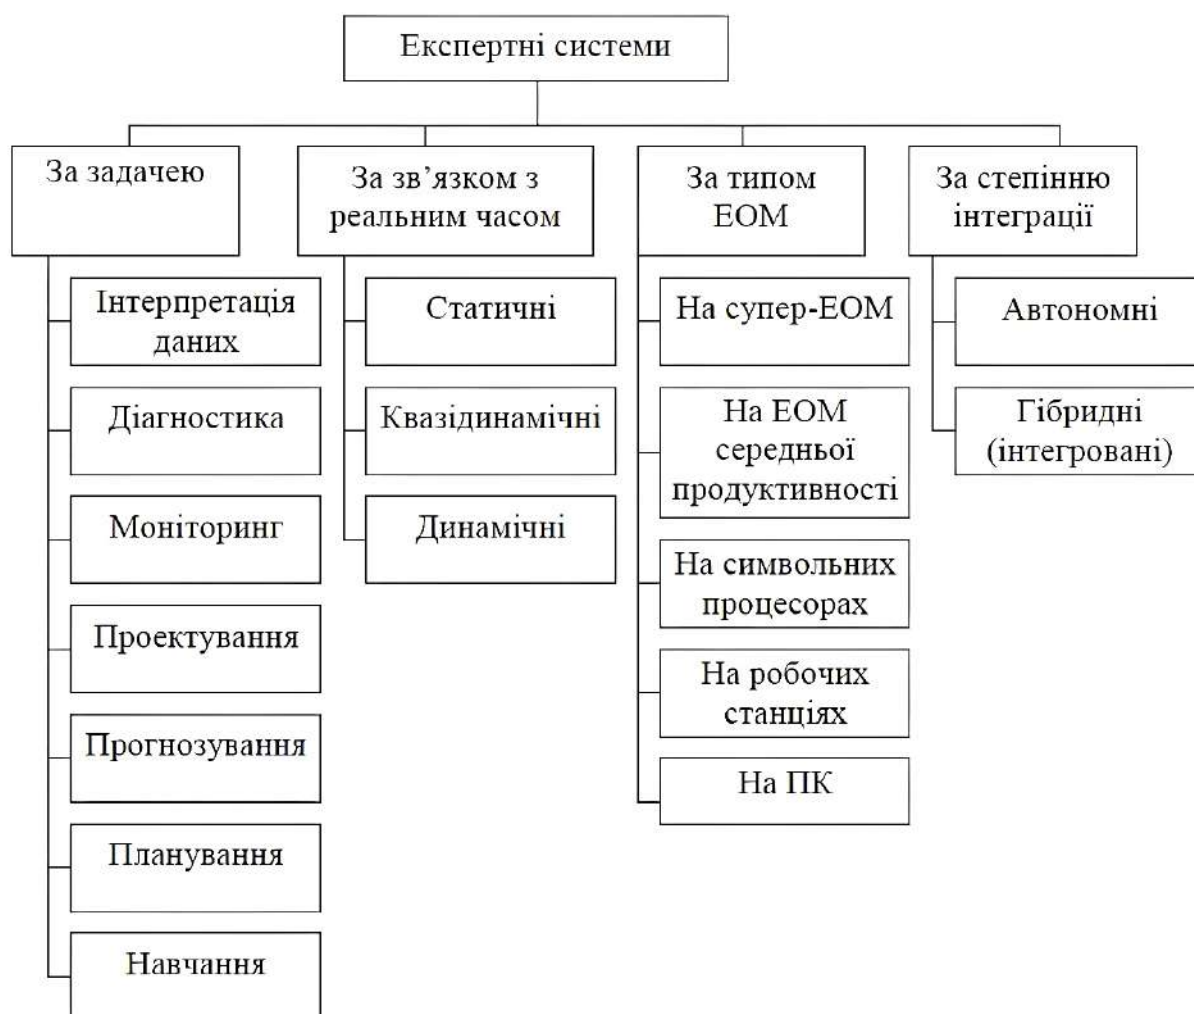 Експертні системи
За задачею
Інтерпретація
даних
Діагностика
Моніторинг
Проектування
Прогнозування
Планування
Навчання
За зв’язком з
реальним часом
Статичні
Квазідинамічні
Динамічні
За типом
ЕОМ
На супер-ЕОМ
На ЕОМ
середньої
продуктивності
На символьних
процесорах
На робочих
станціях
На ПК
За степінню
інтеграції
Автономні
Гібридні
(інтегровані)